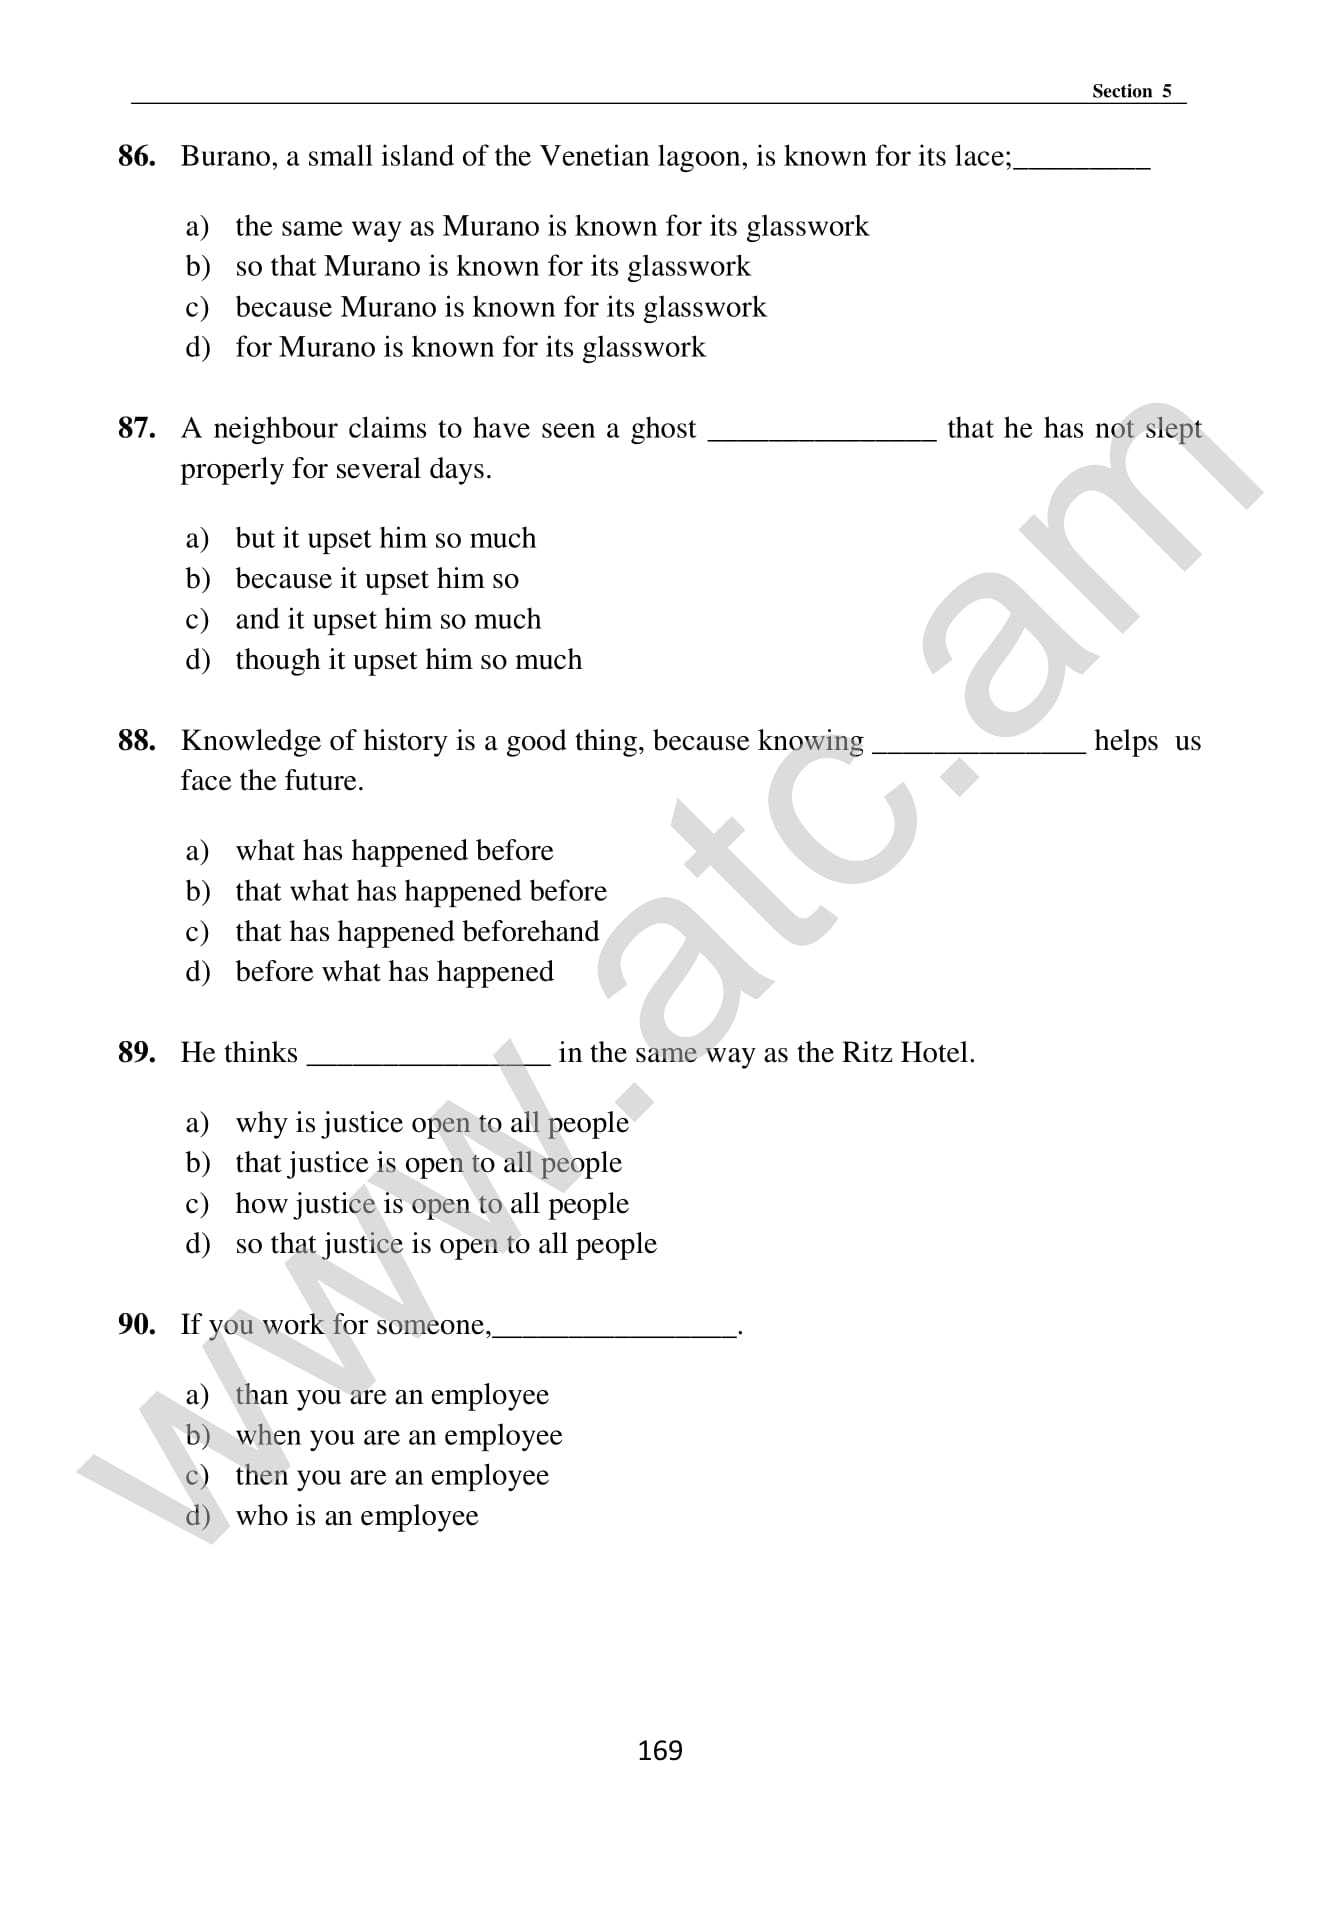 Section 5
86. Burano, a small island of the Venetian lagoon, is known for its lace;_________
a) the same way as Murano is known for its glasswork
b) so that Murano is known for its glasswork
c) because Murano is known for its glasswork
d) for Murano is known for its glasswork
87. A neighbour claims to have seen a ghost _______________ that he has not slept
properly for several days.
a) but it upset him so much
b) because it upset him so
c) and it upset him so much
d) though it upset him so much
88. Knowledge of history is a good thing, because knowing ______________ helps us
face the future.
a) what has happened before
b) that what has happened before
c) that has happened beforehand
d) before what has happened
89. He thinks ________________ in the same way as the Ritz Hotel.
a) why is justice open to all people
b) that justice is open to all people
c) how justice is open to all people
d) so that justice is open to all people
90. If you work for someone,________________.
a) than you are an employee
b) when you are an employee
c) then you are an employee
d) who is an employee
169
www.atc.am